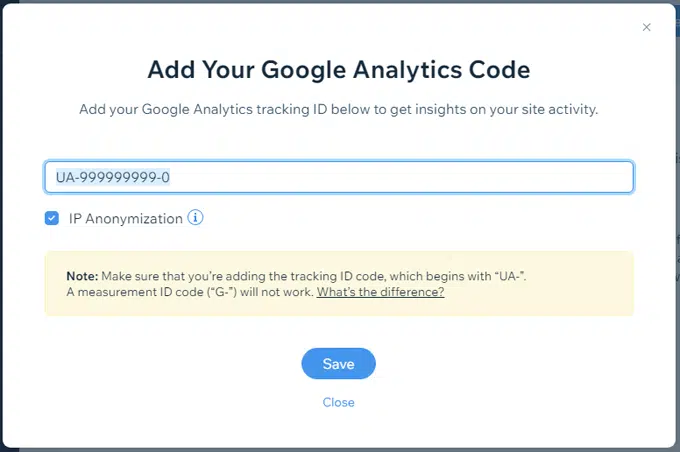 Add Your Google Analytics Code
Add your Google Analytics tracking ID below to get insights on your site activity.
UA-999999999-0
IP Anonymization
Note: Make sure that you’re adding the tracking ID code, which begins with “UA-”.
A measurement ID code (“G-”) will not work. What’s the difference?
Save
Close